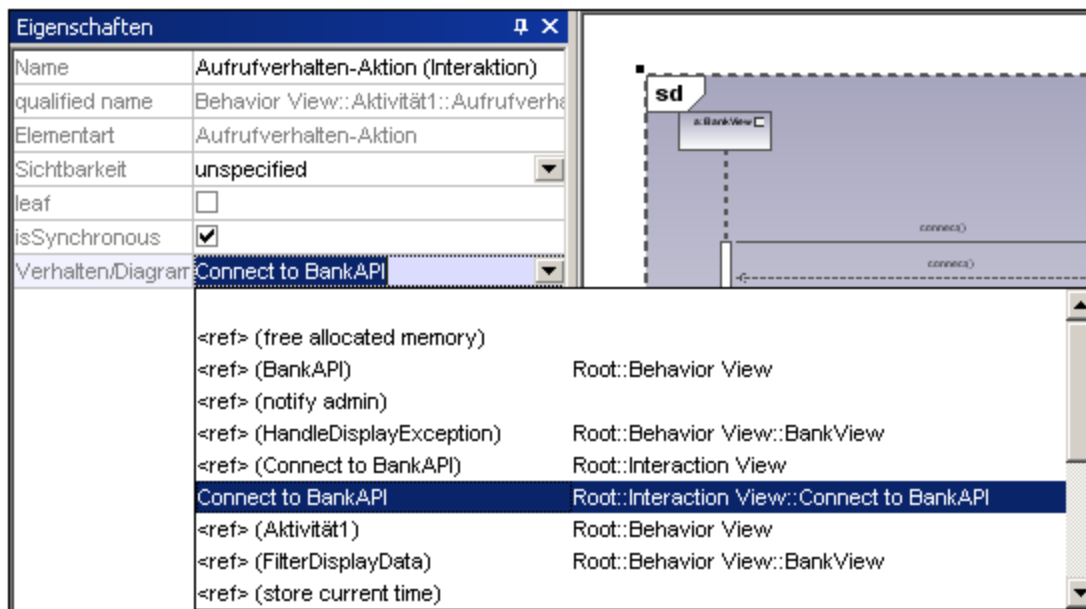 Eigenschaften
Name Aufrufverhalten-Aktion (Interaktion)
qualified name Behavior View::Aktivität1::Aufrufverha
Elementart Aufrufverhalten-Aktion
Sichtbarkeit unspecified
leaf
isSynchronous
Verhalten/Diagram Connect to BankAPI
<ref> (free allocated memory)
<ref> (BankAPI) Root::Behavior View
<ref> (notify admin)
<ref> (HandleDisplayException) Root::Behavior View::BankView
<ref> (Connect to BankAPI) Root::Interaction View
Connect to BankAPI Root::Interaction View::Connect to BankAPI
<ref> (Aktivität1) Root::Behavior View
<ref> (FilterDisplayData) Root::Behavior View::BankView
<ref> (store current time)
sd
a:BankView
connect()
connect()